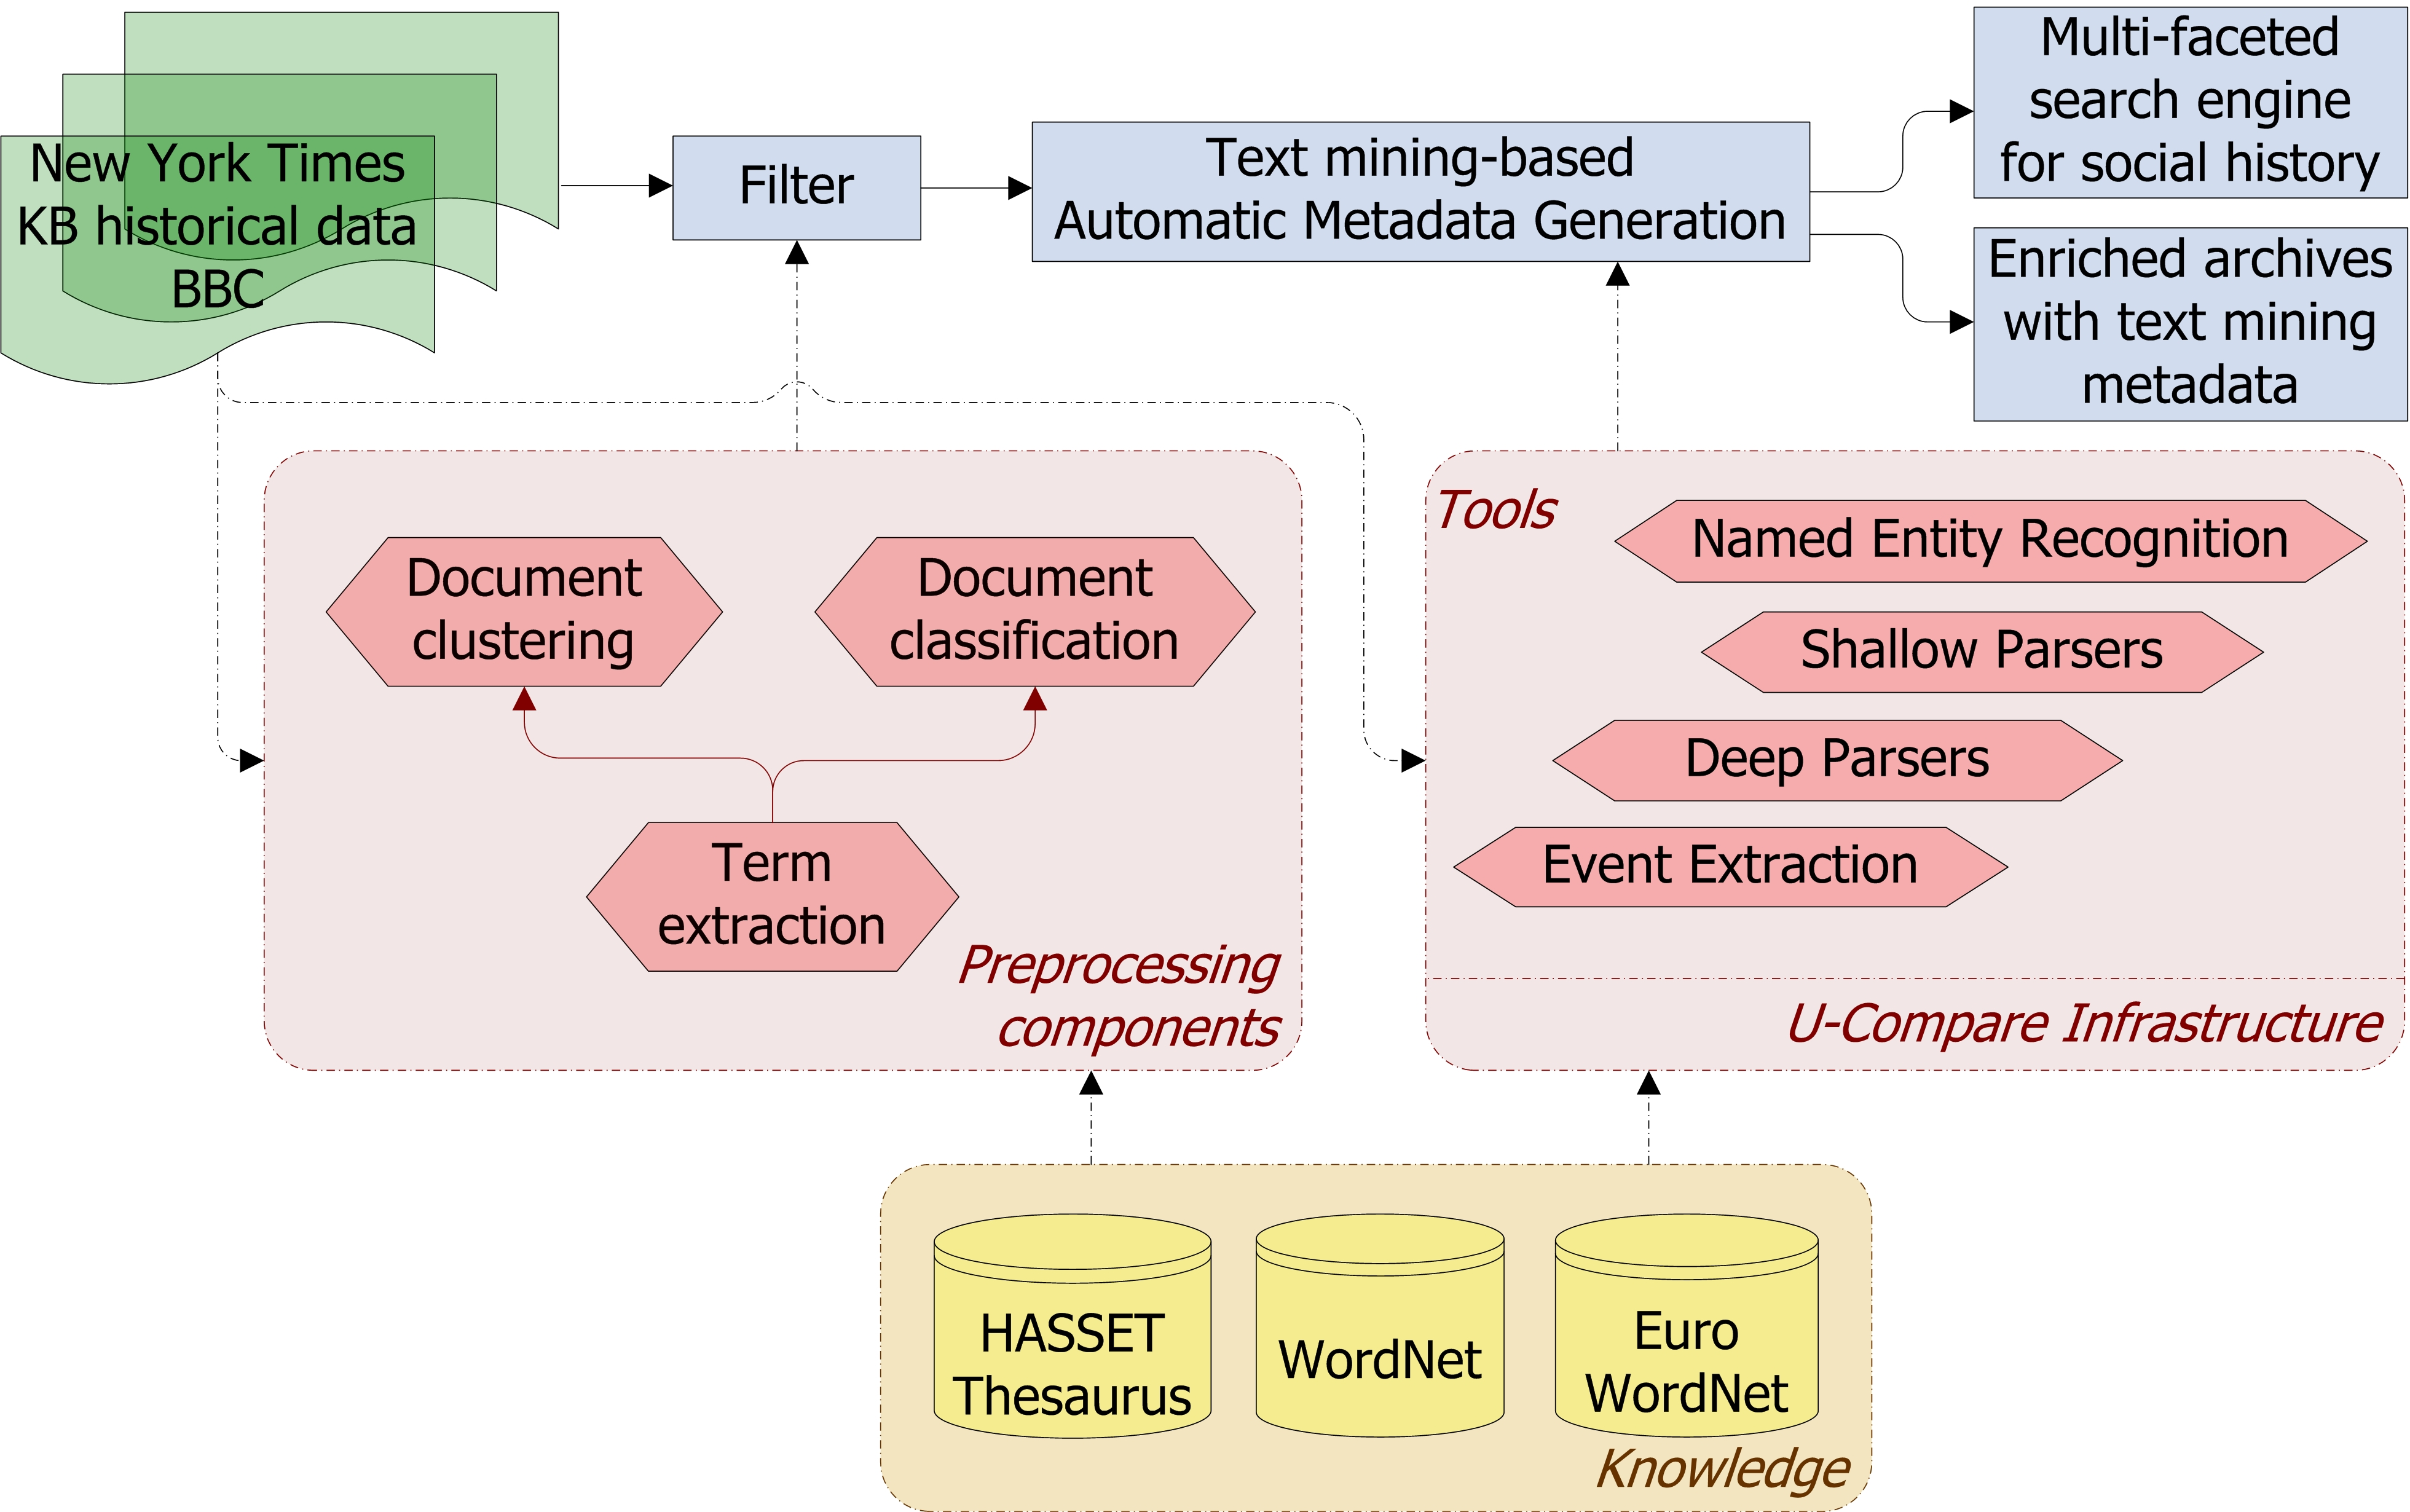 New York Times
KB historical data
BBC
Filter
Text mining-based
Automatic Metadata Generation
Multi-faceted
search engine
for social history
Enriched archives
with text mining
metadata
Document
clustering
Document
classification
Term
extraction
Preprocessing
components
Tools
Named Entity Recognition
Shallow Parsers
Deep Parsers
Event Extraction
U-Compare Infrastructure
HASSET
Thesaurus
WordNet
Euro
WordNet
Knowledge